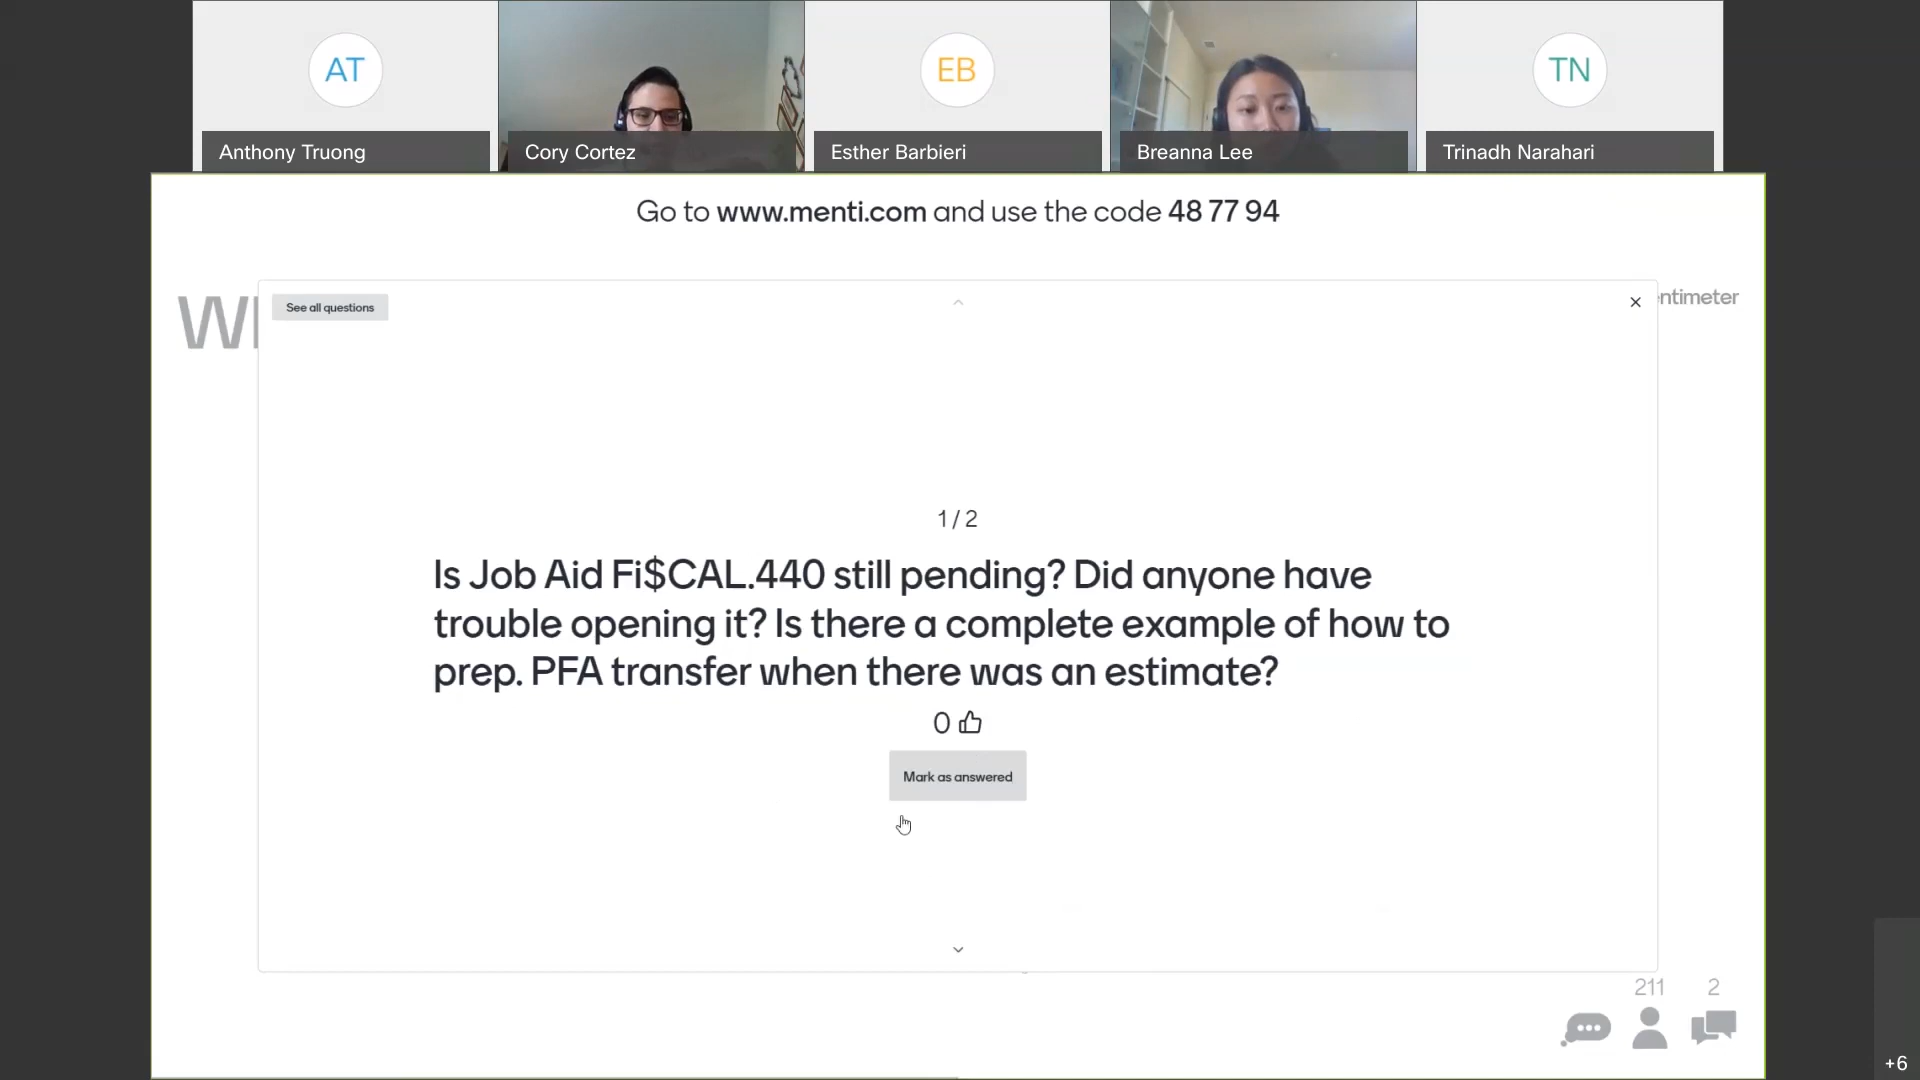 AT
EB
TN
Anthony Truong
Cory Cortez
Esther Barbieri
Breanna Lee
Trinadh Narahari
Go to www.menti.com and use the code 48 77 94
See all questions
ntimeter
1 / 2
Is Job Aid Fi$CAL.440 still pending? Did anyone have
trouble opening it? Is there a complete example of how to
prep. PFA transfer when there was an estimate?
0
Mark as answered
211
2
+6